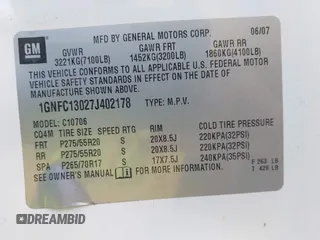 MFD BY GENERAL MOTORS CORP. 06/07
GM GVWR GAWR FRT GAWR RR
3221KG(7100LB) 1452KG(3200LB) 1860KG(4100LB)
THIS VEHICLE CONFORMS TO ALL APPLICABLE U.S. FEDERAL MOTOR
VEHICLE SAFETY STANDARDS IN EFFECT ON THE DATE OF
MANUFACTURE SHOWN ABOVE.
1GNFC13027J402178 TYPE: M.P.V.
MODEL: C10706
CQ4M TIRE SIZE SPEED RTG RIM COLD TIRE PRESSURE
FRT P275/55R20 S 20X8.5J 220KPA(32PSI)
RR P275/55R20 S 20X8.5J 220KPA(32PSI)
SPA P265/70R17 S 17X7.5J 240KPA(35PSI)
SEE OWNER'S MANUAL FOR MORE INFORMATION.
DREAMBID